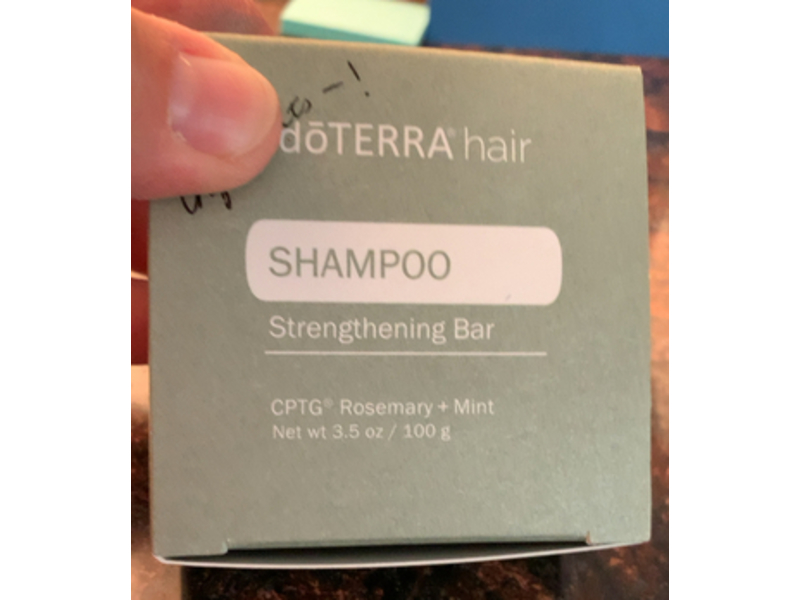 dōTERRA® hair
SHAMPOO
Strengthening Bar
CPTG® Rosemary + Mint
Net wt 3.5 oz / 100 g